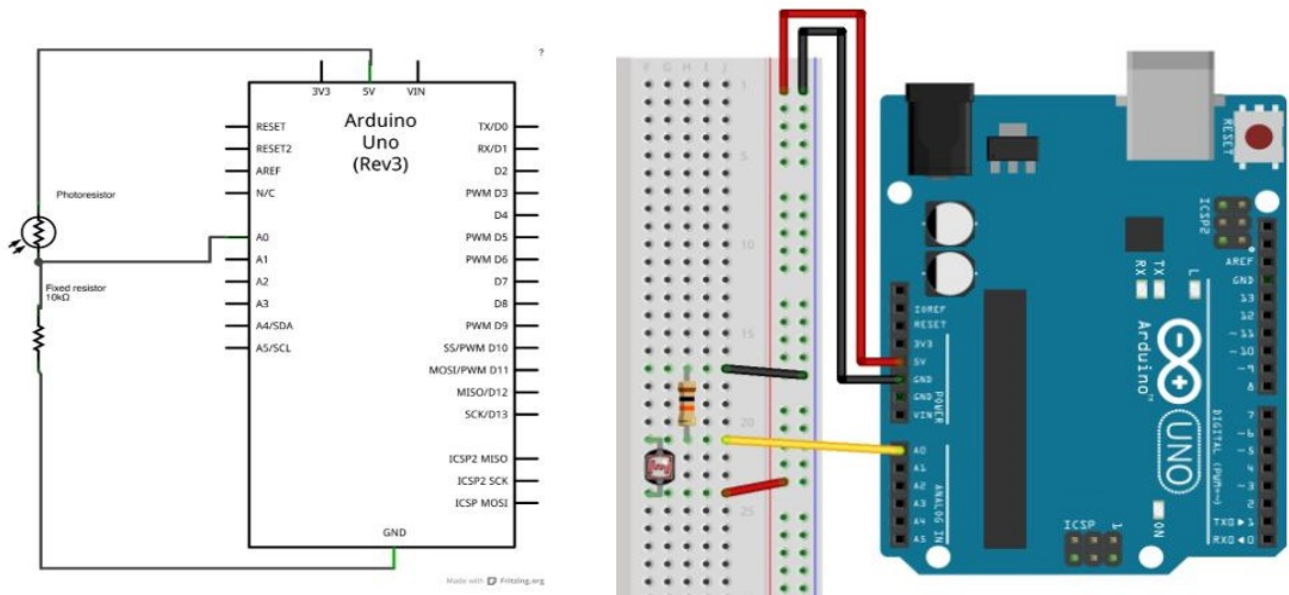 ?
3V3
5V
VIN
Arduino
Uno
(Rev3)
RESET
RESET2
AREF
N/C
A0
A1
A2
A3
A4/SDA
A5/SCL
TX/D0
RX/D1
D2
PWM D3
D4
PWM D5
PWM D6
D7
D8
PWM D9
SS/PWM D10
MOSI/PWM D11
MISO/D12
SCK/D13
ICSP2 MISO
ICSP2 SCK
ICSP MOSI
GND
Photoresistor
Fixed resistor
10kΩ
Made with Fritzing.org
F G H I J
1
5
10
15
20
25
RESET
ICSP2
AREF
GND
13
12
~11
~10
~9
8
7
~6
~5
4
~3
2
TX0▶1
RX0◀0
RX
TX
L
Arduino™
UNO
DIGITAL (PWM~)
ON
ICSP
1
IOREF
RESET
3V3
5V
GND
GND
VIN
POWER
A0
A1
A2
A3
A4
A5
ANALOG IN